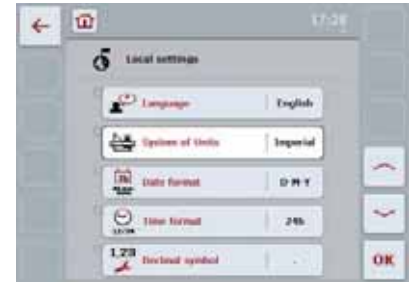 17:28
Local settings
Language English
System of Units Imperial
Date format D-M-Y
Time format 24h
1,23 Decimal symbol .
OK